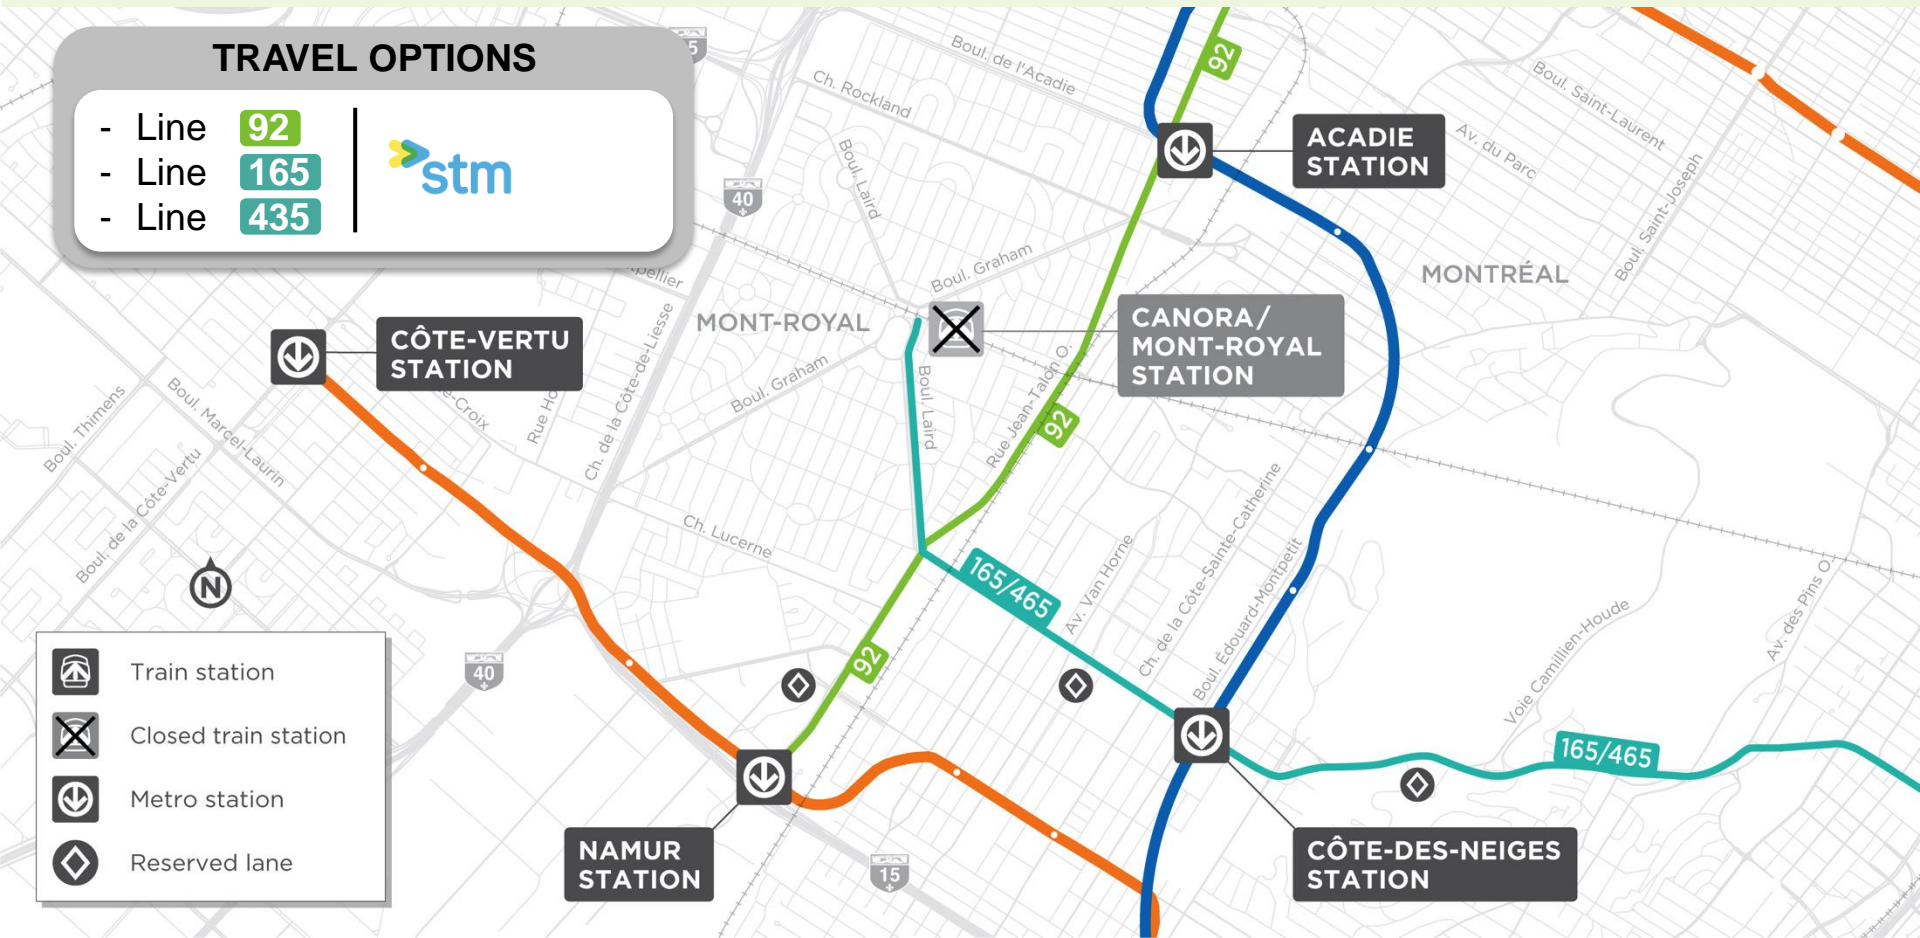 TRAVEL OPTIONS
- Line 92
- Line 165
- Line 435
stm
5
Boul. de l'Acadie
92
Ch. Rockland
Boul. Saint-Laurent
Av. du Parc
ACADIE
STATION
Boul. Laird
40
Boul. Saint-Joseph
Boul. Graham
MONTRÉAL
MONT-ROYAL
CANORA/
MONT-ROYAL
STATION
CÔTE-VERTU
STATION
Ch. de la Côte-de-Liesse
Boul. Graham
Boul. Laird
Rue Jean-Talon O.
92
Boul. Thimens
Boul. Marcel-Laurin
Boul. de la Côte-Vertu
Ch. Lucerne
165/465
Av. Van Horne
Ch. de la Côte-Sainte-Catherine
Boul. Édouard-Montpetit
Voie Camillien-Houde
Av. des Pins O.
N
92
40
165/465
Train station
Closed train station
Metro station
Reserved lane
NAMUR
STATION
15
CÔTE-DES-NEIGES
STATION